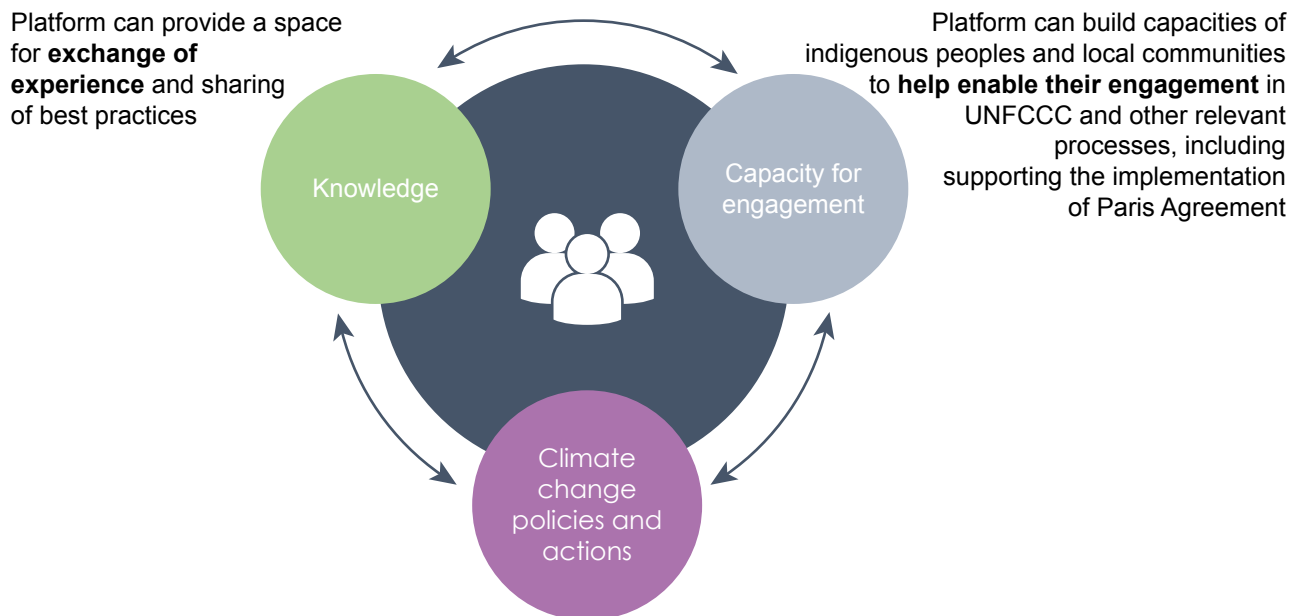 Platform can provide a space
for exchange of
experience and sharing
of best practices
Platform can build capacities of
indigenous peoples and local communities
to help enable their engagement in
UNFCCC and other relevant
processes, including
supporting the implementation
of Paris Agreement
Knowledge
Capacity for
engagement
Climate
change
policies and
actions